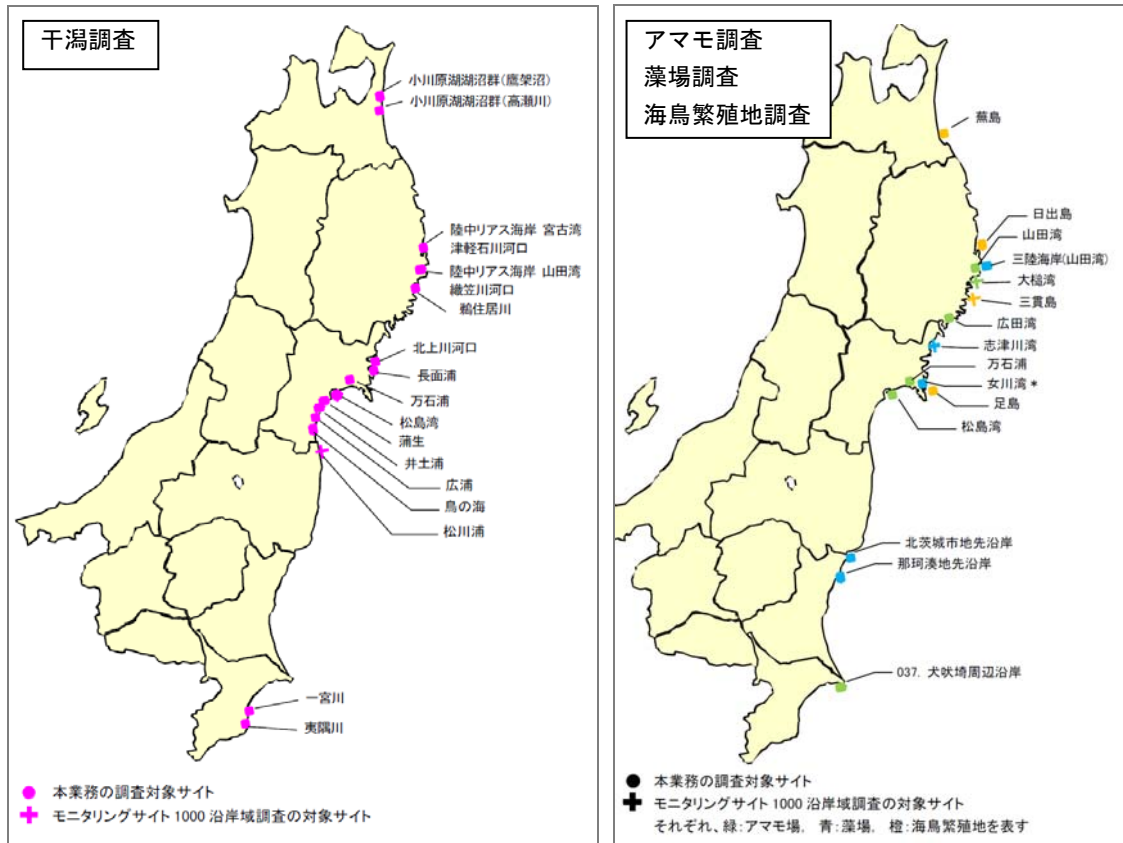 干潟調査
小川原湖湖沼群(鷹架沼)
小川原湖湖沼群(高瀬川)
陸中リアス海岸 宮古湾
津軽石川河口
陸中リアス海岸 山田湾
織笠川河口
鵜住居川
北上川河口
長面浦
万石浦
松島湾
蒲生
井土浦
広浦
鳥の海
松川浦
一宮川
夷隅川
本業務の調査対象サイト
モニタリングサイト1000 沿岸域調査の対象サイト
アマモ調査
藻場調査
海鳥繁殖地調査
蕪島
日出島
山田湾
三陸海岸(山田湾)
大槌湾
三貫島
広田湾
志津川湾
万石浦
女川湾*
足島
松島湾
北茨城市地先沿岸
那珂湊地先沿岸
037. 犬吠埼周辺沿岸
本業務の調査対象サイト
モニタリングサイト1000 沿岸域調査の対象サイト
それぞれ、緑:アマモ場, 青:藻場, 橙:海鳥繁殖地を表す